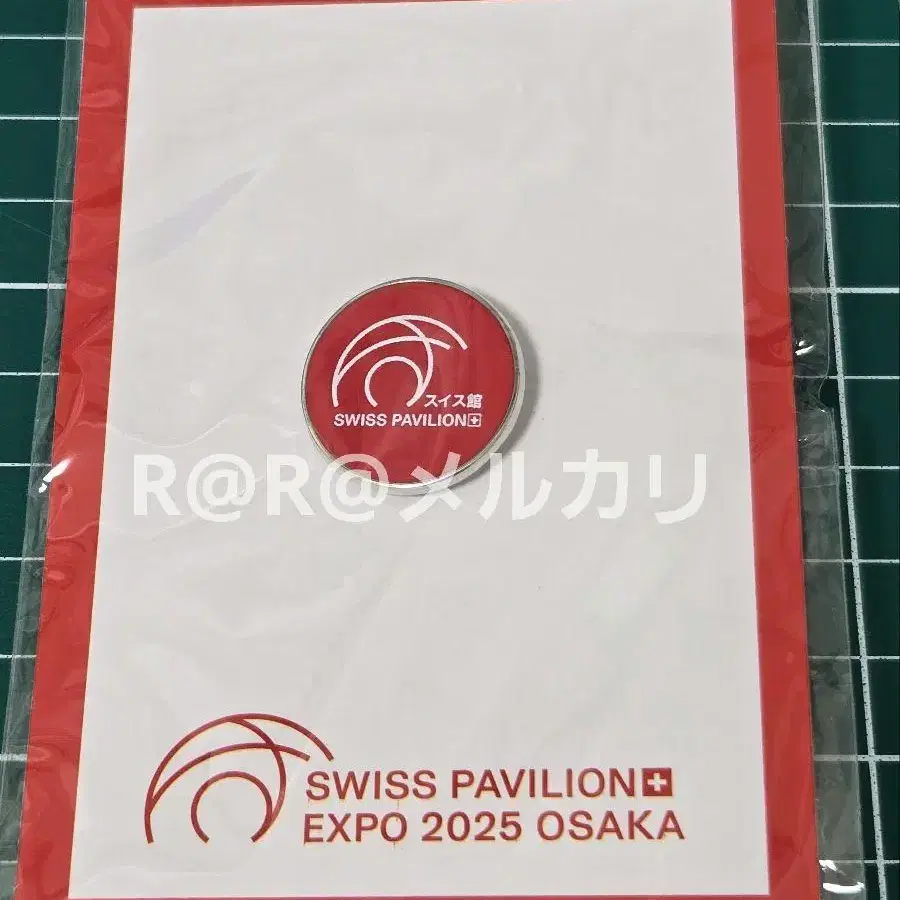 スイス館
SWISS PAVILION
R@R@メルカリ
SWISS PAVILION
EXPO 2025 OSAKA